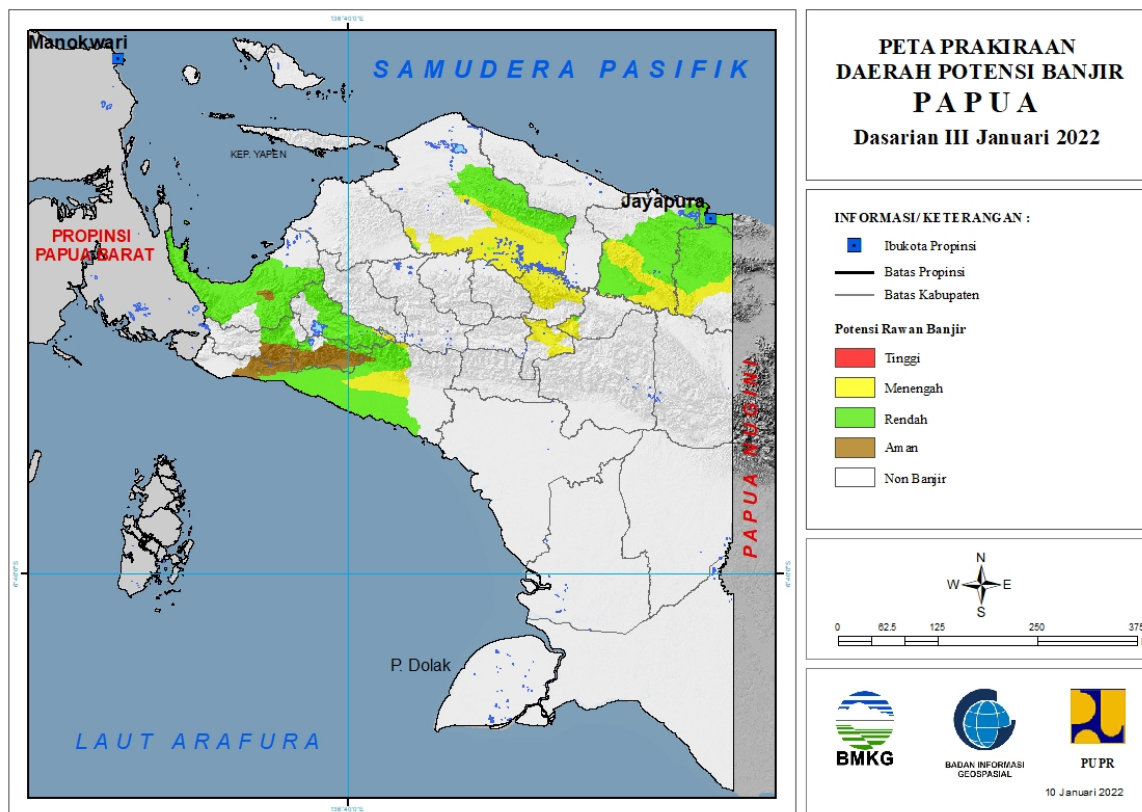 Manokwari
SAMUDERA PASIFIK
KEP. YAPEN
Jayapura
PROPINSI
PAPUA BARAT
PAPUA NUGINI
P. Dolak
LAUT ARAFURA
PETA PRAKIRAAN
DAERAH POTENSI BANJIR
PAPUA
Dasarian III Januari 2022
INFORMASI/KETERANGAN :
Ibukota Propinsi
Batas Propinsi
Batas Kabupaten
Potensi Rawan Banjir
Tinggi
Menengah
Rendah
Aman
Non Banjir
N
W E
S
0 62.5 125 250 375
BMKG
BADAN INFORMASI
GEOSPASIAL
PUPR
10 Januari 2022